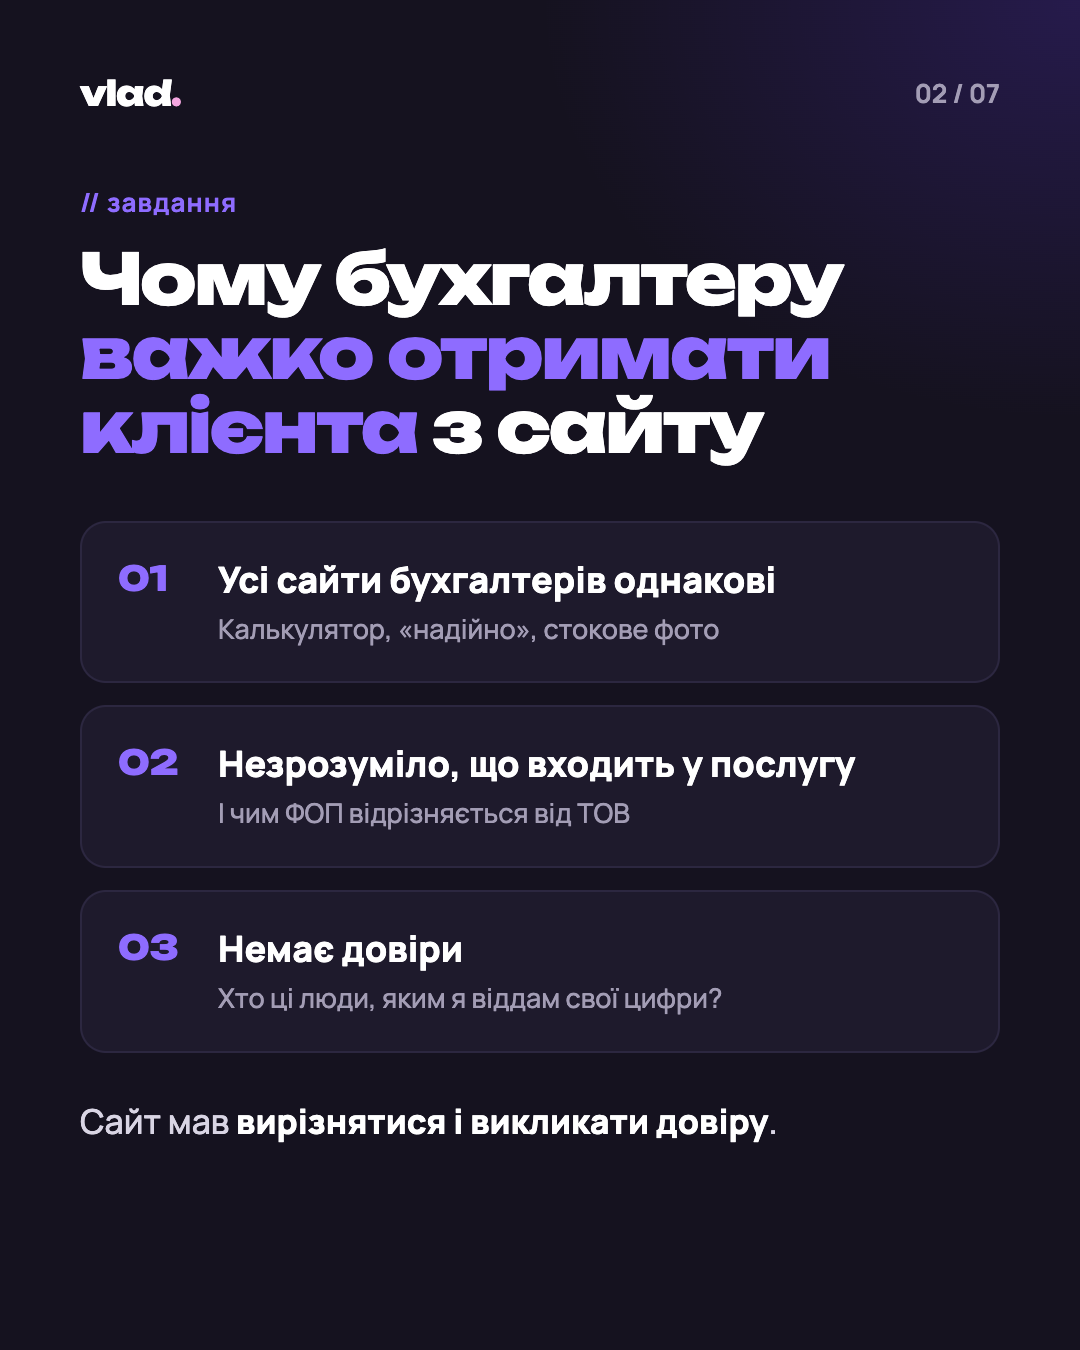 vlad.
02 / 07
// завдання
Чому бухгалтеру
важко отримати
клієнта з сайту
01
Усі сайти бухгалтерів однакові
Калькулятор, «надійно», стокове фото
02
Незрозуміло, що входить у послугу
І чим ФОП відрізняється від ТОВ
03
Немає довіри
Хто ці люди, яким я віддам свої цифри?
Сайт мав вирізнятися і викликати довіру.